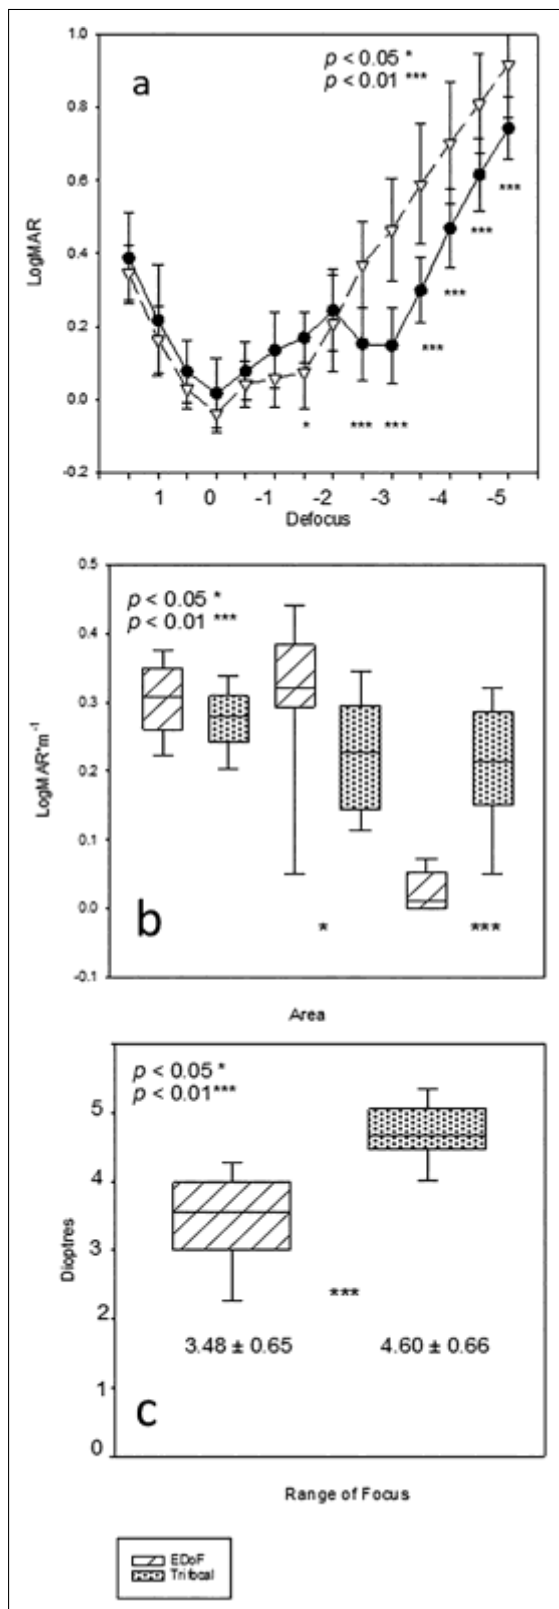 a
p < 0.05 *
p < 0.01 ***
1.0
0.8
0.6
0.4
0.2
0.0
-0.2
LogMAR
***
***
***
***
* *** ***
1 0 -1 -2 -3 -4 -5
Defocus
0.5
0.4
0.3
0.2
0.1
0.0
-0.1
LogMAR*m⁻¹
p < 0.05 *
p < 0.01 ***
b
* ***
Area
p < 0.05 *
p < 0.01***
5
4
3
2
1
0
Dioptres
***
3.48 ± 0.65 4.60 ± 0.66
c
Range of Focus
EDoF
Trifocal